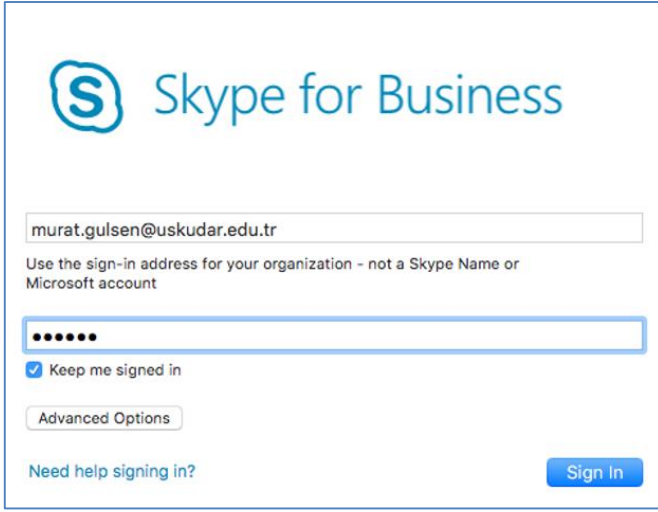 Skype for Business
murat.gulsen@uskudar.edu.tr
Use the sign-in address for your organization - not a Skype Name or
Microsoft account
••••••
Keep me signed in
Advanced Options
Need help signing in?
Sign In